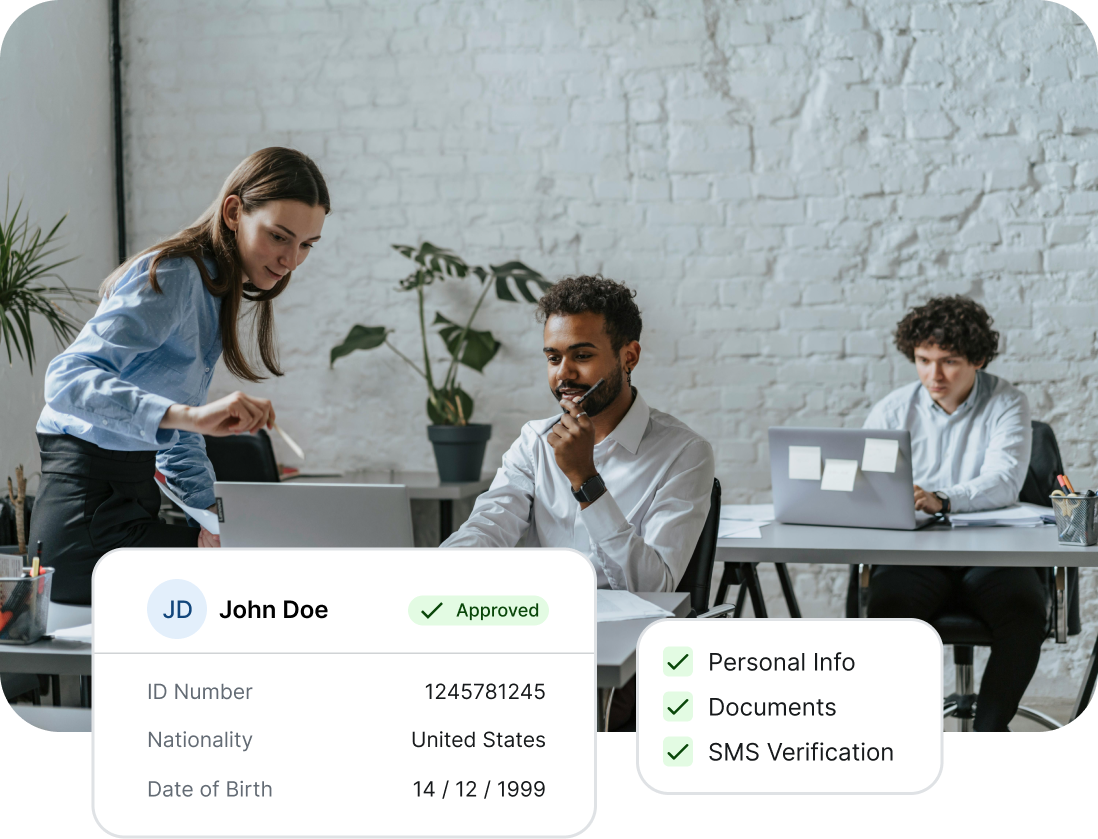 JD John Doe Approved
ID Number 1245781245
Nationality United States
Date of Birth 14 / 12 / 1999
Personal Info
Documents
SMS Verification